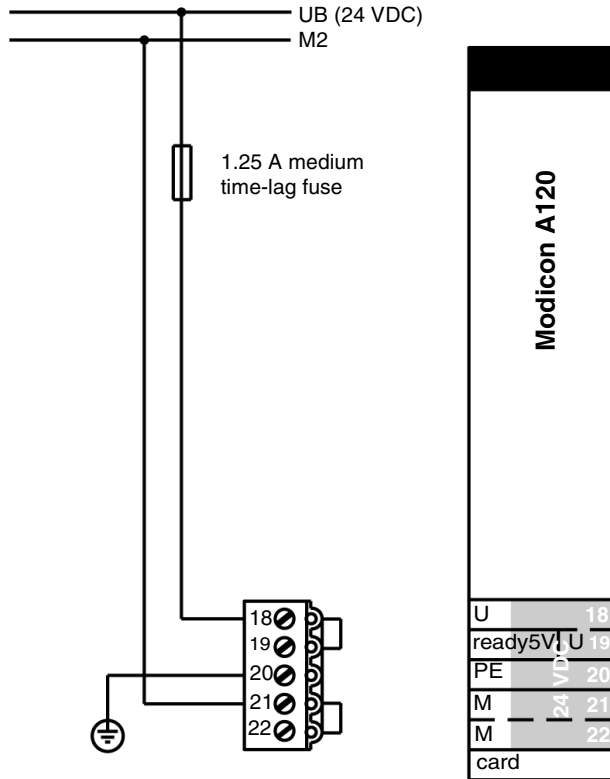 UB (24 VDC)
M2
1.25 A medium
time-lag fuse
Modicon A120
18
19
20
21
22
U 18
ready5V U 19
PE 20
M 21
M 22
24 VDC
card